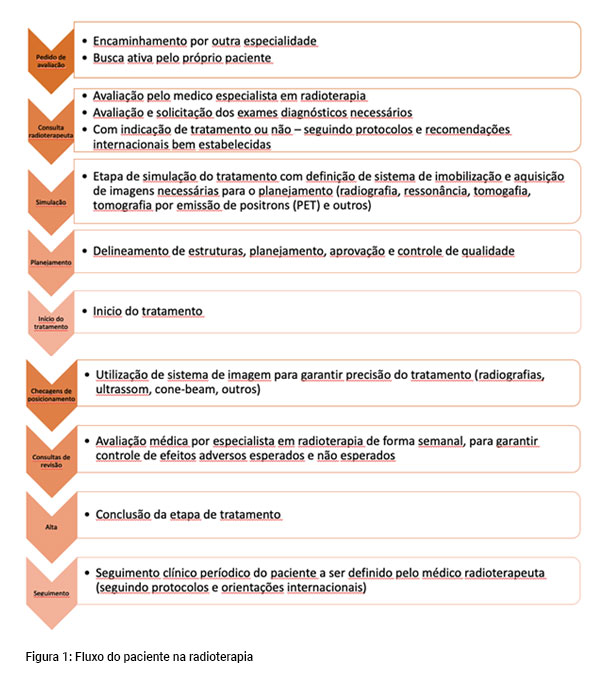 Pedido de
avaliação
• Encaminhamento por outra especialidade
• Busca ativa pelo próprio paciente
Consulta
radioterapeuta
• Avaliação pelo medico especialista em radioterapia
• Avaliação e solicitação dos exames diagnósticos necessários
• Com indicação de tratamento ou não – seguindo protocolos e recomendações
internacionais bem estabelecidas
Simulação
• Etapa de simulação do tratamento com definição de sistema de imobilização e aquisição
de imagens necessárias para o planejamento (radiografia, ressonância, tomogafia,
tomografia por emissão de positrons (PET) e outros)
Planejamento
• Delineamento de estruturas, planejamento, aprovação e controle de qualidade
Início do
tratamento
• Inicio do tratamento
Checagens de
posicionamento
• Utilização de sistema de imagem para garantir precisão do tratamento (radiografias,
ultrassom, cone-beam, outros)
Consultas de
revisão
• Avaliação médica por especialista em radioterapia de forma semanal, para garantir
controle de efeitos adversos esperados e não esperados
Alta
• Conclusão da etapa de tratamento
Seguimento
• Seguimento clínico períodico do paciente a ser definido pelo médico radioterapeuta
(seguindo protocolos e orientações internacionais)
Figura 1: Fluxo do paciente na radioterapia